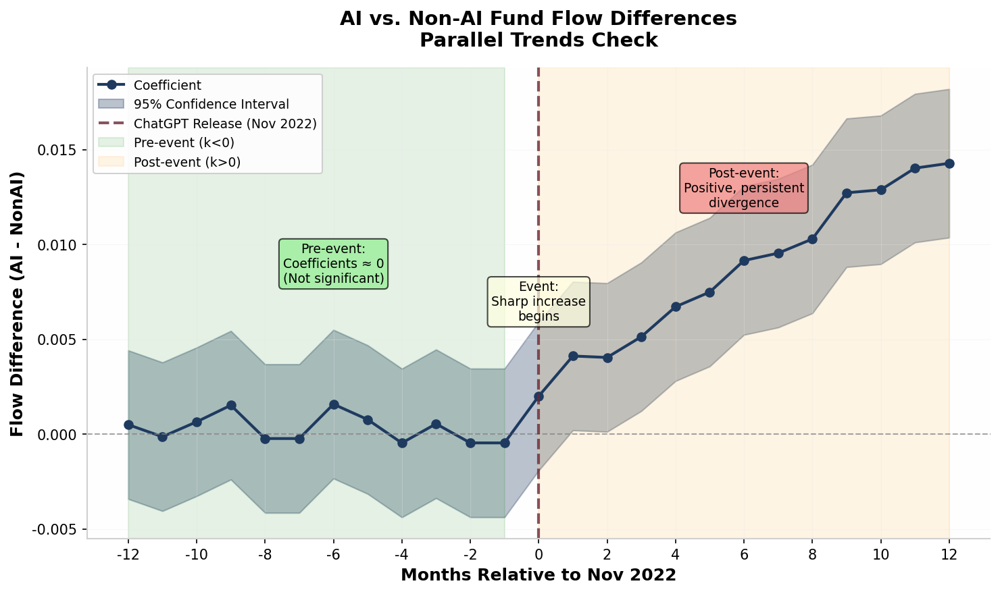 AI vs. Non-AI Fund Flow Differences
Parallel Trends Check
Coefficient
95% Confidence Interval
ChatGPT Release (Nov 2022)
Pre-event (k<0)
Post-event (k>0)
Flow Difference (AI - NonAI)
0.015
0.010
0.005
0.000
-0.005
Post-event:
Positive, persistent
divergence
Pre-event:
Coefficients ≈ 0
(Not significant)
Event:
Sharp increase
begins
-12 -10 -8 -6 -4 -2 0 2 4 6 8 10 12
Months Relative to Nov 2022